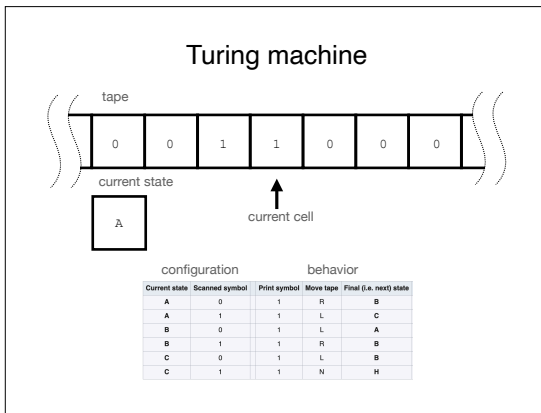 Turing machine
tape
0 0 1 1 0 0 0
current state
current cell
A
configuration behavior
Current state Scanned symbol Print symbol Move tape Final (i.e. next) state
A 0 1 R B
A 1 1 L C
B 0 1 L A
B 1 1 R B
C 0 1 L B
C 1 1 N H